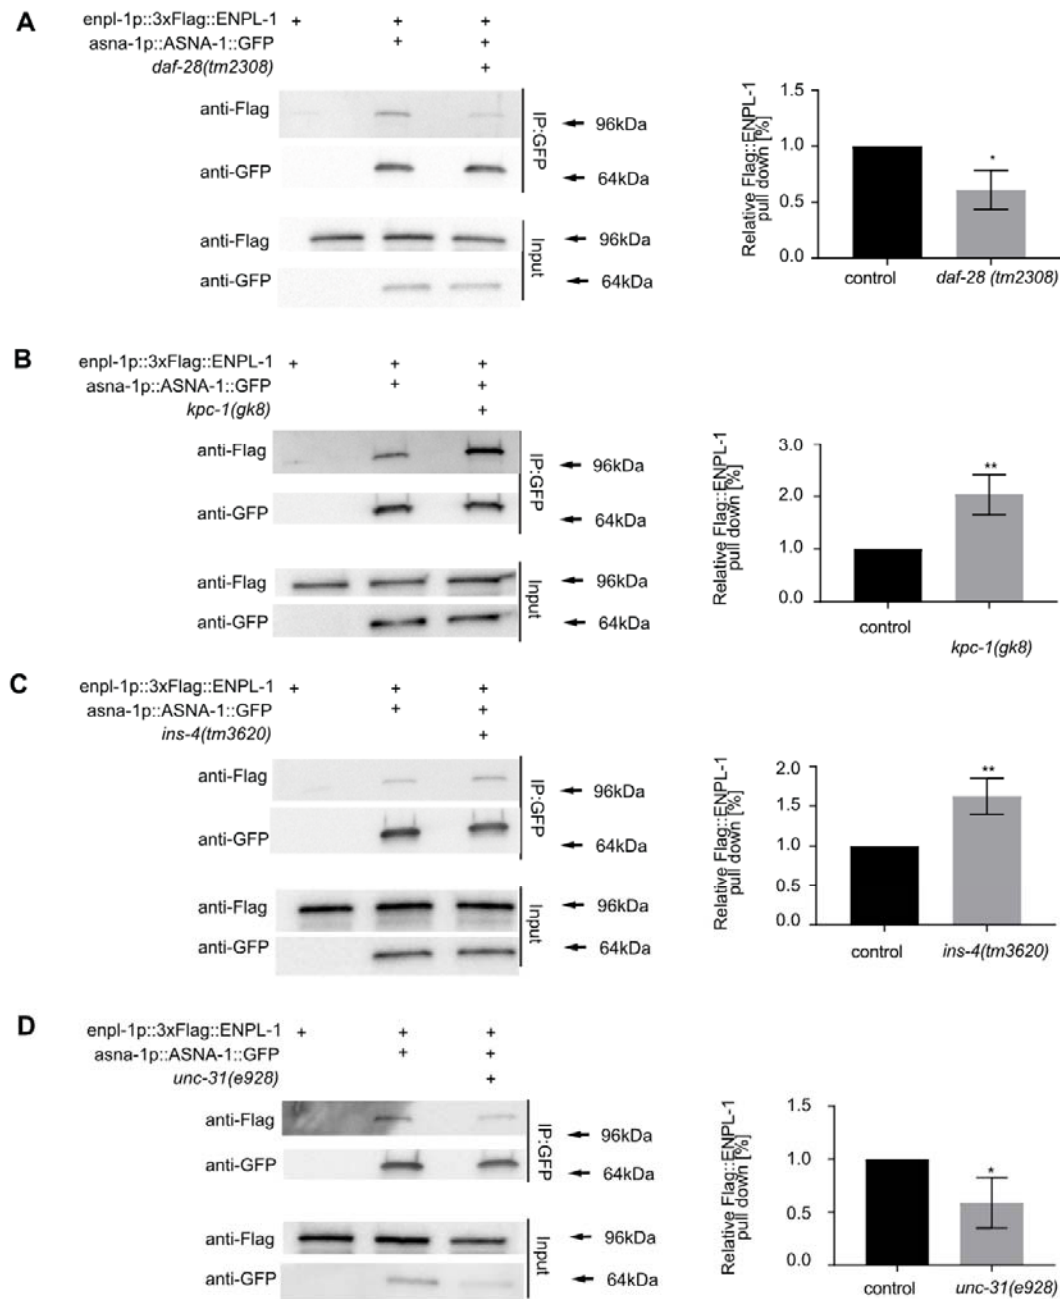 A
enpl-1p::3xFlag::ENPL-1 + + +
asna-1p::ASNA-1::GFP + +
daf-28(tm2308) +
anti-Flag
96kDa
anti-GFP
64kDa
IP:GFP
anti-Flag
96kDa
anti-GFP
64kDa
Input
Relative Flag::ENPL-1
pull down [%]
1.5
1.0
0.5
0.0
*
control
daf-28 (tm2308)
B
enpl-1p::3xFlag::ENPL-1 + + +
asna-1p::ASNA-1::GFP + +
kpc-1(gk8) +
anti-Flag
96kDa
anti-GFP
64kDa
IP:GFP
anti-Flag
96kDa
anti-GFP
64kDa
Input
Relative Flag::ENPL-1
pull down [%]
3.0
2.0
1.0
0.0
**
control
kpc-1(gk8)
C
enpl-1p::3xFlag::ENPL-1 + + +
asna-1p::ASNA-1::GFP + +
ins-4(tm3620) +
anti-Flag
96kDa
anti-GFP
64kDa
IP:GFP
anti-Flag
96kDa
anti-GFP
64kDa
Input
Relative Flag::ENPL-1
pull down [%]
2.0
1.5
1.0
0.5
0.0
**
control
ins-4(tm3620)
D
enpl-1p::3xFlag::ENPL-1 + + +
asna-1p::ASNA-1::GFP + +
unc-31(e928) +
anti-Flag
96kDa
anti-GFP
64kDa
IP:GFP
anti-Flag
96kDa
anti-GFP
64kDa
Input
Relative Flag::ENPL-1
pull down [%]
1.5
1.0
0.5
0.0
*
control
unc-31(e928)